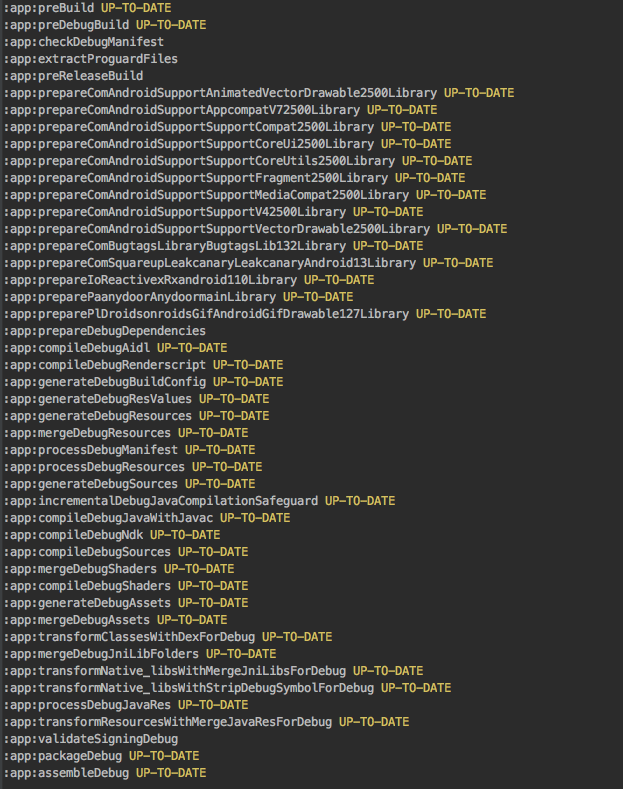 :app:preBuild UP-TO-DATE
:app:preDebugBuild UP-TO-DATE
:app:checkDebugManifest
:app:extractProguardFiles
:app:preReleaseBuild
:app:prepareComAndroidSupportAnimatedVectorDrawable2500Library UP-TO-DATE
:app:prepareComAndroidSupportAppcompatV72500Library UP-TO-DATE
:app:prepareComAndroidSupportSupportCompat2500Library UP-TO-DATE
:app:prepareComAndroidSupportSupportCoreUi2500Library UP-TO-DATE
:app:prepareComAndroidSupportSupportCoreUtils2500Library UP-TO-DATE
:app:prepareComAndroidSupportSupportFragment2500Library UP-TO-DATE
:app:prepareComAndroidSupportSupportMediaCompat2500Library UP-TO-DATE
:app:prepareComAndroidSupportSupportV42500Library UP-TO-DATE
:app:prepareComAndroidSupportSupportVectorDrawable2500Library UP-TO-DATE
:app:prepareComBugtagsLibraryBugtagsLib132Library UP-TO-DATE
:app:prepareComSquareupLeakcanaryLeakcanaryAndroid13Library UP-TO-DATE
:app:prepareIoReactivexRxandroid110Library UP-TO-DATE
:app:preparePaanydoorAnydoormainLibrary UP-TO-DATE
:app:preparePlDroidsonroidsGifAndroidGifDrawable127Library UP-TO-DATE
:app:prepareDebugDependencies
:app:compileDebugAidl UP-TO-DATE
:app:compileDebugRenderscript UP-TO-DATE
:app:generateDebugBuildConfig UP-TO-DATE
:app:generateDebugResValues UP-TO-DATE
:app:generateDebugResources UP-TO-DATE
:app:mergeDebugResources UP-TO-DATE
:app:processDebugManifest UP-TO-DATE
:app:processDebugResources UP-TO-DATE
:app:generateDebugSources UP-TO-DATE
:app:incrementalDebugJavaCompilationSafeguard UP-TO-DATE
:app:compileDebugJavaWithJavac UP-TO-DATE
:app:compileDebugNdk UP-TO-DATE
:app:compileDebugSources UP-TO-DATE
:app:mergeDebugShaders UP-TO-DATE
:app:compileDebugShaders UP-TO-DATE
:app:generateDebugAssets UP-TO-DATE
:app:mergeDebugAssets UP-TO-DATE
:app:transformClassesWithDexForDebug UP-TO-DATE
:app:mergeDebugJniLibFolders UP-TO-DATE
:app:transformNative_libsWithMergeJniLibsForDebug UP-TO-DATE
:app:transformNative_libsWithStripDebugSymbolForDebug UP-TO-DATE
:app:processDebugJavaRes UP-TO-DATE
:app:transformResourcesWithMergeJavaResForDebug UP-TO-DATE
:app:validateSigningDebug
:app:packageDebug UP-TO-DATE
:app:assembleDebug UP-TO-DATE